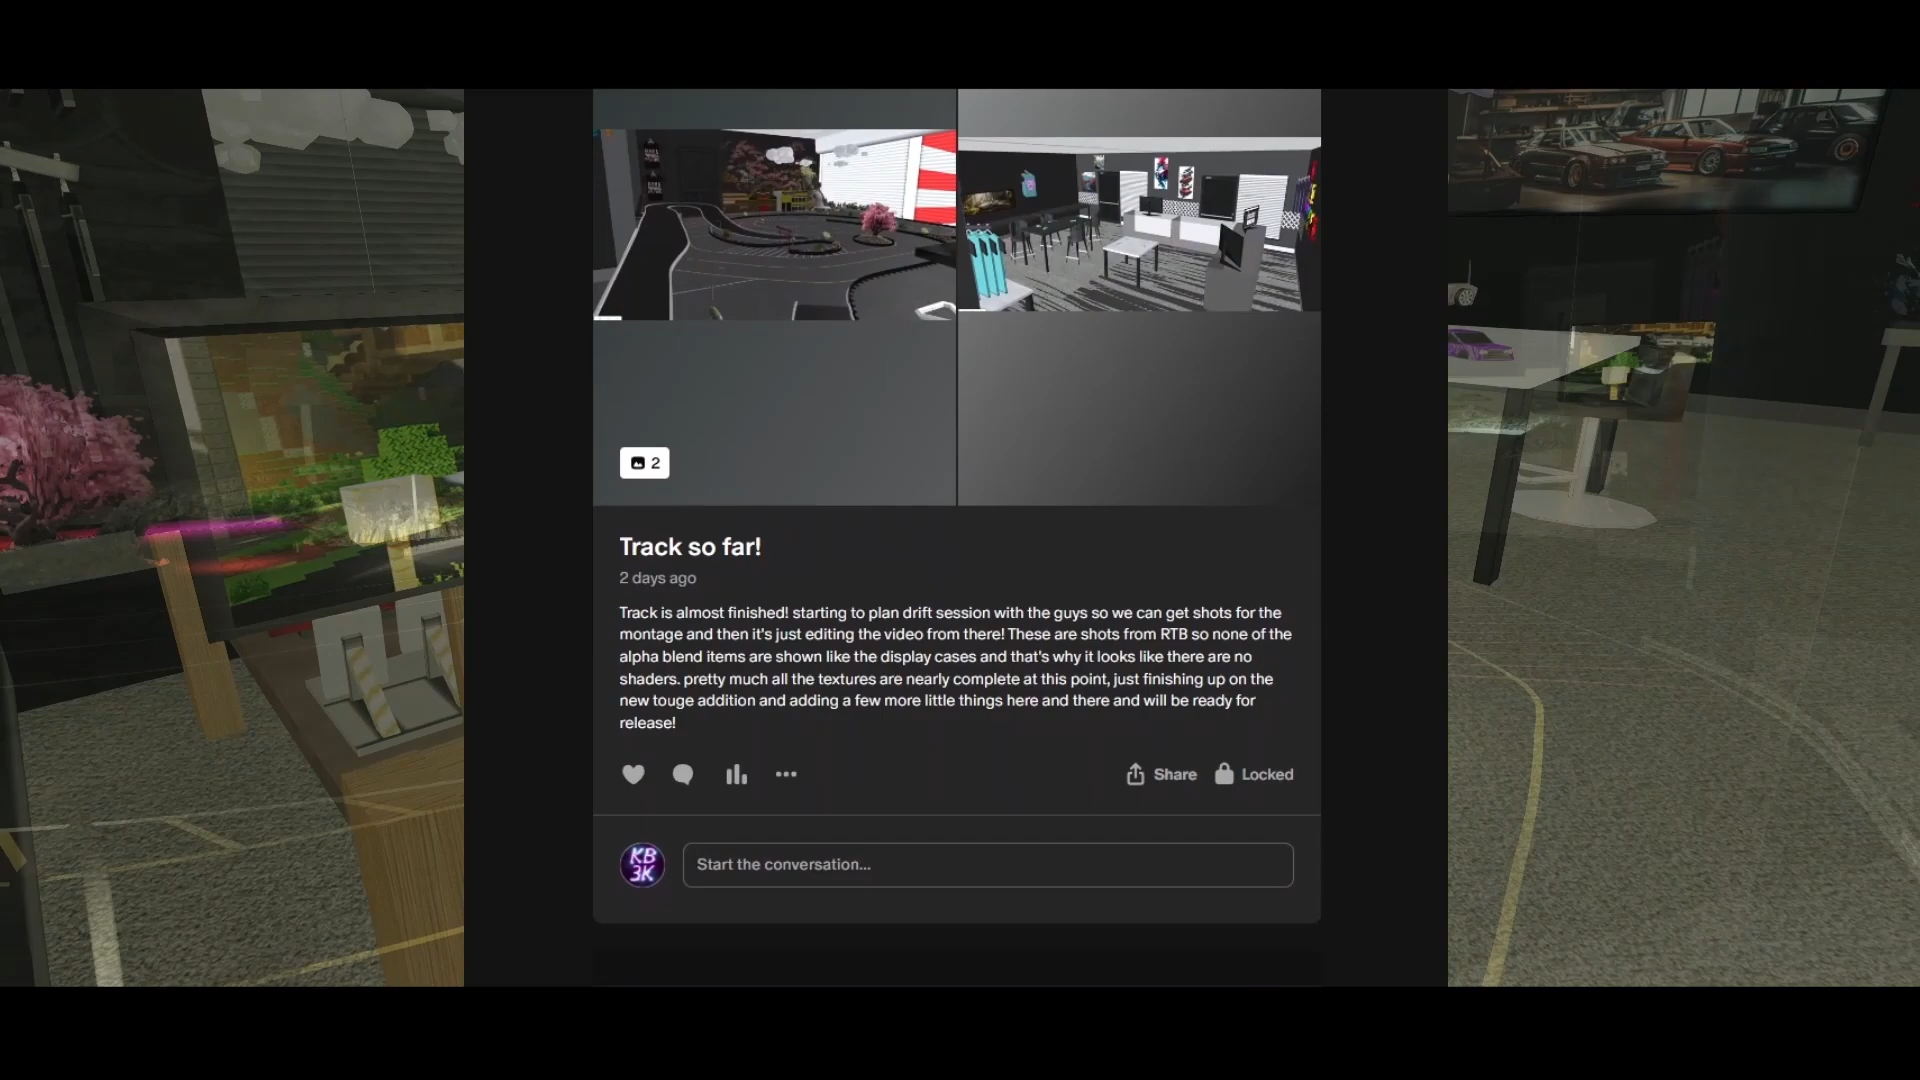 2
Track so far!
2 days ago
Track is almost finished! starting to plan drift session with the guys so we can get shots for the
montage and then it's just editing the video from there! These are shots from RTB so none of the
alpha blend items are shown like the display cases and that's why it looks like there are no
shaders. pretty much all the textures are nearly complete at this point, just finishing up on the
new touge addition and adding a few more little things here and there and will be ready for
release!
Share
Locked
KB
3K
Start the conversation...